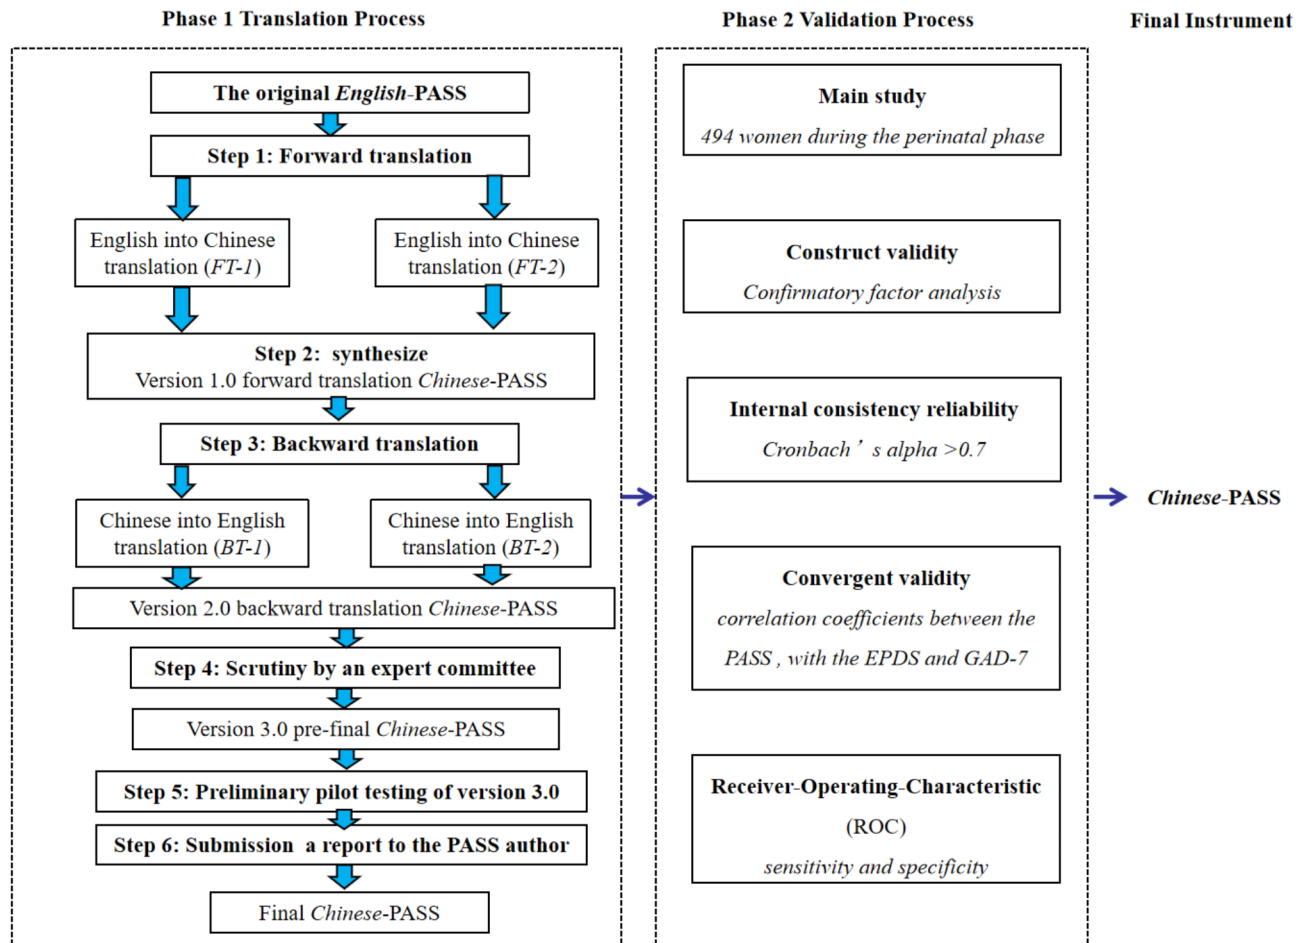 Phase 1 Translation Process
The original English-PASS
Step 1: Forward translation
English into Chinese
translation (FT-1)
English into Chinese
translation (FT-2)
Step 2: synthesize
Version 1.0 forward translation Chinese-PASS
Step 3: Backward translation
Chinese into English
translation (BT-1)
Chinese into English
translation (BT-2)
Version 2.0 backward translation Chinese-PASS
Step 4: Scrutiny by an expert committee
Version 3.0 pre-final Chinese-PASS
Step 5: Preliminary pilot testing of version 3.0
Step 6: Submission a report to the PASS author
Final Chinese-PASS
Phase 2 Validation Process
Main study
494 women during the perinatal phase
Construct validity
Confirmatory factor analysis
Internal consistency reliability
Cronbach’s alpha >0.7
Convergent validity
correlation coefficients between the
PASS , with the EPDS and GAD-7
Receiver-Operating-Characteristic
(ROC)
sensitivity and specificity
Final Instrument
Chinese-PASS